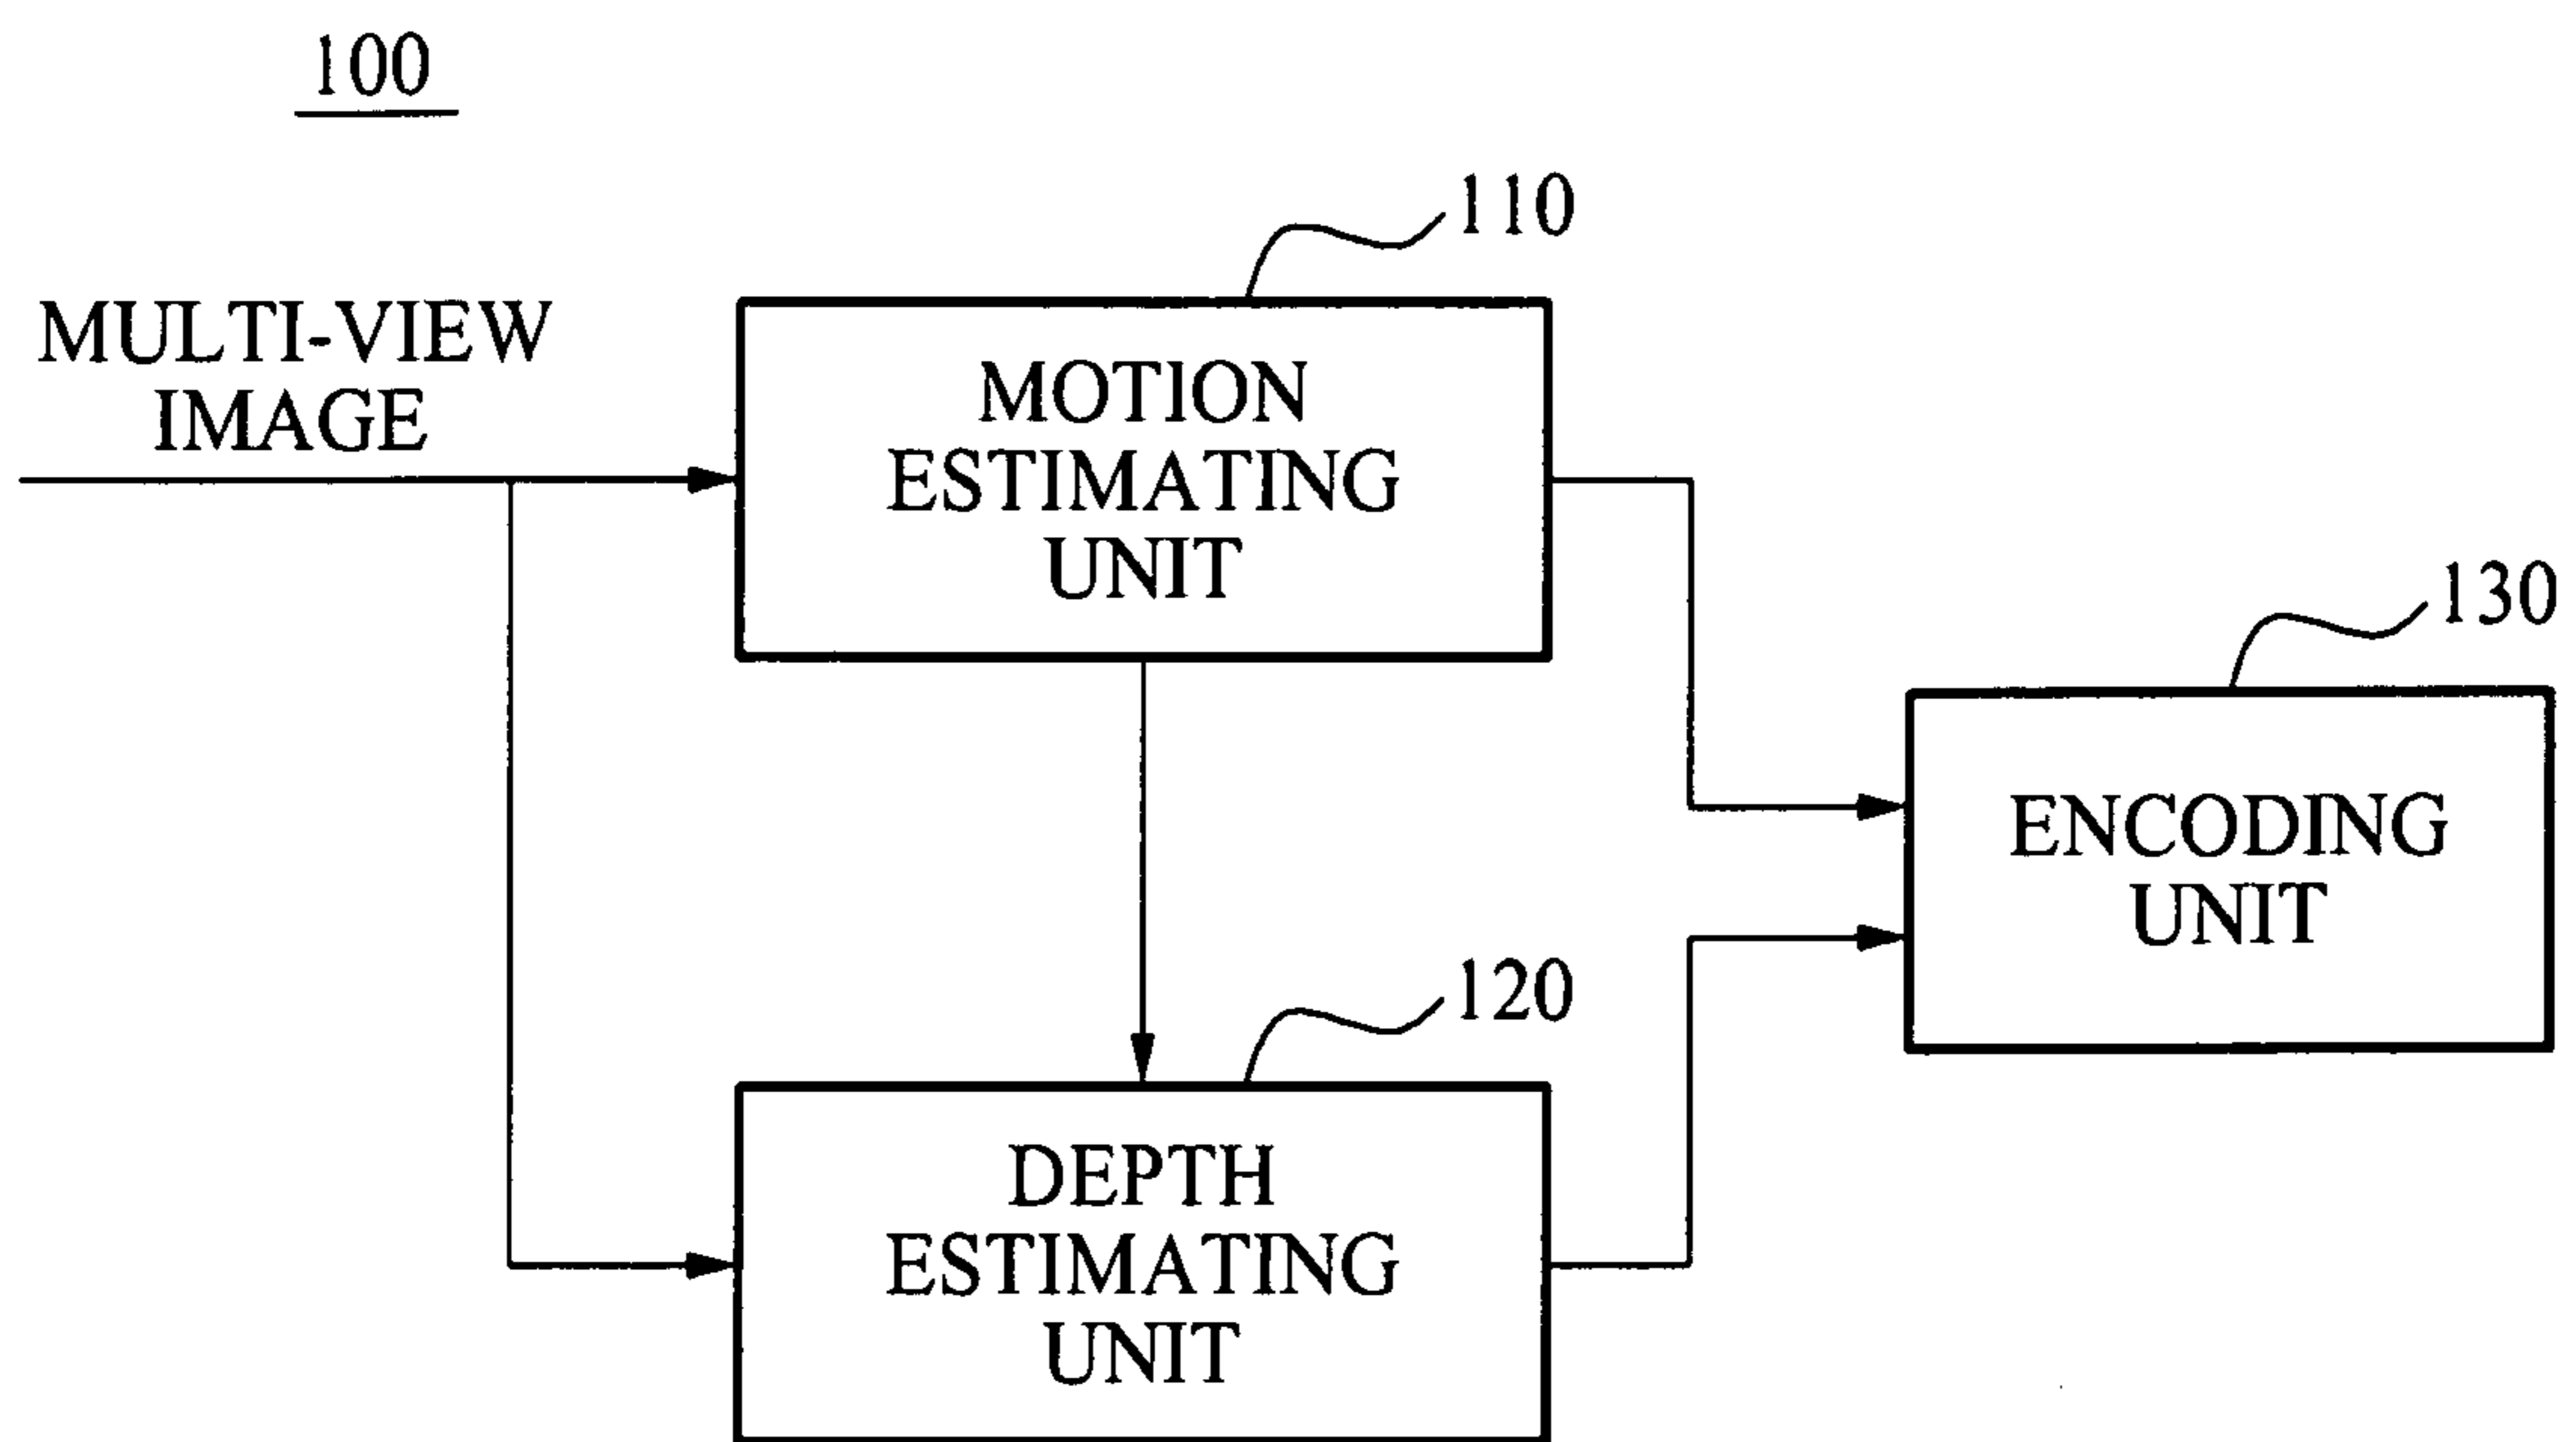 100
110
MULTI-VIEW
IMAGE
MOTION
ESTIMATING
UNIT
130
ENCODING
UNIT
120
DEPTH
ESTIMATING
UNIT